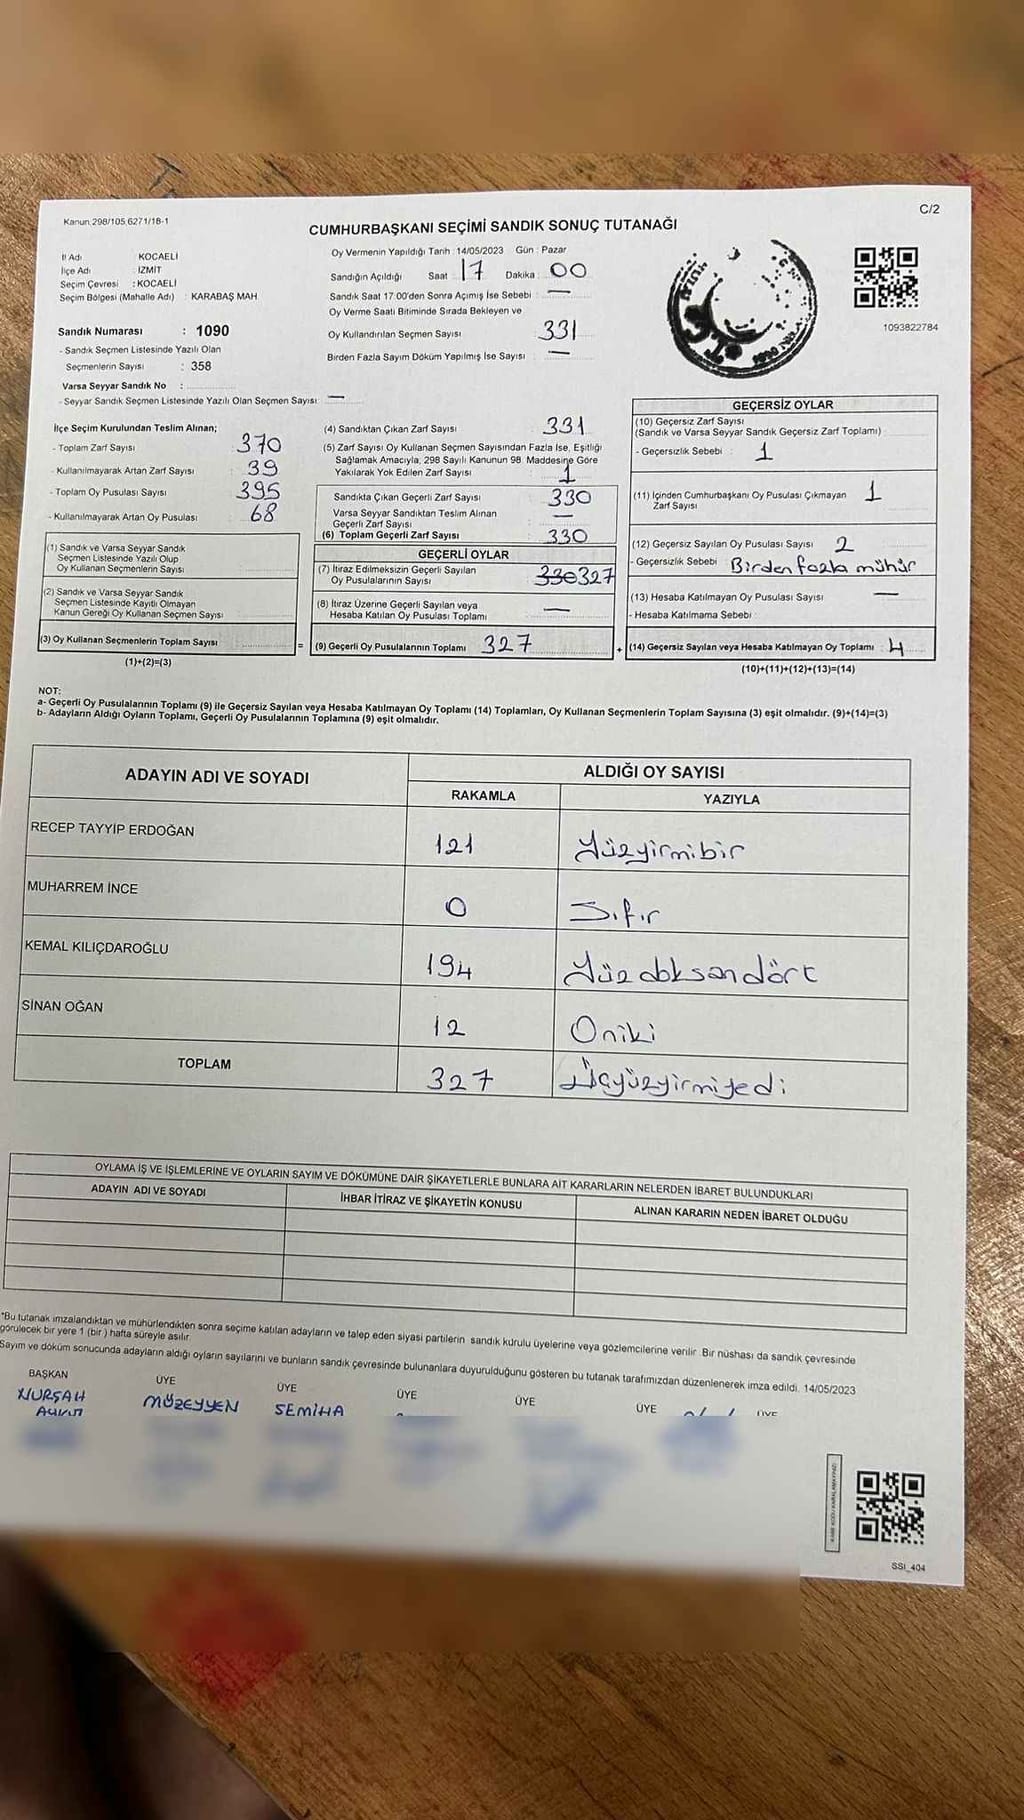 Kanun 298/105,6271/18-1
C/2
CUMHURBAŞKANI SEÇİMİ SANDIK SONUÇ TUTANAĞI
İl Adı : KOCAELİ
İlçe Adı : İZMİT
Seçim Çevresi : KOCAELİ
Seçim Bölgesi (Mahalle Adı) : KARABAŞ MAH
Sandık Numarası : 1090
- Sandık Seçmen Listesinde Yazılı Olan
Seçmenlerin Sayısı : 358
Varsa Seyyar Sandık No :
- Seyyar Sandık Seçmen Listesinde Yazılı Olan Seçmen Sayısı: —
Oy Vermenin Yapıldığı Tarih : 14/05/2023 Gün : Pazar
Sandığın Açıldığı Saat 17 Dakika : 00
Sandık Saat 17:00'den Sonra Açımış İse Sebebi : —
Oy Verme Saati Bitiminde Sırada Bekleyen ve
Oy Kullandırılan Seçmen Sayısı 331
Birden Fazla Sayım Döküm Yapılmış İse Sayısı : —
1093822784
İlçe Seçim Kurulundan Teslim Alınan;
- Toplam Zarf Sayısı 370
- Kullanılmayarak Artan Zarf Sayısı : 39
- Toplam Oy Pusulası Sayısı 395
- Kullanılmayarak Artan Oy Pusulası : 68
(1) Sandık ve Varsa Seyyar Sandık
Seçmen Listesinde Yazılı Olup
Oy Kullanan Seçmenlerin Sayısı
(2) Sandık ve Varsa Seyyar Sandık
Seçmen Listesinde Kayıtlı Olmayan
Kanun Gereği Oy Kullanan Seçmen Sayısı
(3) Oy Kullanan Seçmenlerin Toplam Sayısı =
(1)+(2)=(3)
(4) Sandıktan Çıkan Zarf Sayısı : 331
(5) Zarf Sayısı Oy Kullanan Seçmen Sayısından Fazla İse, Eşitliği
Sağlamak Amacıyla, 298 Sayılı Kanunun 98. Maddesine Göre
Yakılarak Yok Edilen Zarf Sayısı 1
Sandıkta Çıkan Geçerli Zarf Sayısı : 330
Varsa Seyyar Sandıktan Teslim Alınan
Geçerli Zarf Sayısı —
(6) Toplam Geçerli Zarf Sayısı : 330
GEÇERLİ OYLAR
(7) İtiraz Edilmeksizin Geçerli Sayılan
Oy Pusulalarının Sayısı 330 327
(8) İtiraz Üzerine Geçerli Sayılan veya
Hesaba Katılan Oy Pusulası Toplamı —
(9) Geçerli Oy Pusulalarının Toplamı 327 +
GEÇERSİZ OYLAR
(10) Geçersiz Zarf Sayısı
(Sandık ve Varsa Seyyar Sandık Geçersiz Zarf Toplamı)
- Geçersizlik Sebebi : 1
(11) İçinden Cumhurbaşkanı Oy Pusulası Çıkmayan
Zarf Sayısı 1
(12) Geçersiz Sayılan Oy Pusulası Sayısı 2
- Geçersizlik Sebebi Birden fazla mühür
(13) Hesaba Katılmayan Oy Pusulası Sayısı —
- Hesaba Katılmama Sebebi
(14) Geçersiz Sayılan veya Hesaba Katılmayan Oy Toplamı : 4
(10)+(11)+(12)+(13)=(14)
NOT:
a- Geçerli Oy Pusulalarının Toplamı (9) ile Geçersiz Sayılan veya Hesaba Katılmayan Oy Toplamı (14) Toplamları, Oy Kullanan Seçmenlerin Toplam Sayısına (3) eşit olmalıdır. (9)+(14)=(3)
b- Adayların Aldığı Oyların Toplamı, Geçerli Oy Pusulalarının Toplamına (9) eşit olmalıdır.
ADAYIN ADI VE SOYADI
ALDIĞI OY SAYISI
RAKAMLA YAZIYLA
RECEP TAYYİP ERDOĞAN 121 Yüzyirmibir
MUHARREM İNCE 0 Sıfır
KEMAL KILIÇDAROĞLU 194 Yüzdoksandört
SİNAN OĞAN 12 Oniki
TOPLAM 327 Üçyüzyirmiyedi
OYLAMA İŞ VE İŞLEMLERİNE VE OYLARIN SAYIM VE DÖKÜMÜNE DAİR ŞİKAYETLERLE BUNLARA AİT KARARLARIN NELERDEN İBARET BULUNDUKLARI
ADAYIN ADI VE SOYADI İHBAR İTİRAZ VE ŞİKAYETİN KONUSU ALINAN KARARIN NEDEN İBARET OLDUĞU
*Bu tutanak imzalandıktan ve mühürlendikten sonra seçime katılan adayların ve talep eden siyasi partilerin sandık kurulu üyelerine veya gözlemcilerine verilir. Bir nüshası da sandık çevresinde
görülecek bir yere 1 (bir) hafta süreyle asılır.
Sayım ve döküm sonucunda adayların aldığı oyların sayılarını ve bunların sandık çevresinde bulunanlara duyurulduğunu gösteren bu tutanak tarafımızdan düzenlenerek imza edildi. 14/05/2023
BAŞKAN ÜYE ÜYE ÜYE ÜYE ÜYE ÜYE
NURŞAH MÜZEYYEN SEMİHA
SSI_404